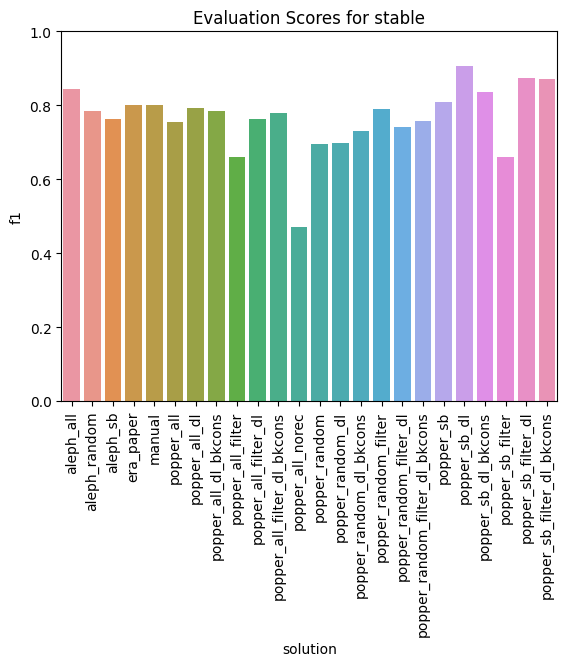 Evaluation Scores for stable
1.0
0.8
0.6
0.4
0.2
0.0
f1
aleph_all
aleph_random
aleph_sb
era_paper
manual
popper_all
popper_all_dl
popper_all_dl_bkcons
popper_all_filter
popper_all_filter_dl
popper_all_filter_dl_bkcons
popper_all_norec
popper_random
popper_random_dl
popper_random_dl_bkcons
popper_random_filter
popper_random_filter_dl
popper_random_filter_dl_bkcons
popper_sb
popper_sb_dl
popper_sb_dl_bkcons
popper_sb_filter
popper_sb_filter_dl
popper_sb_filter_dl_bkcons
solution